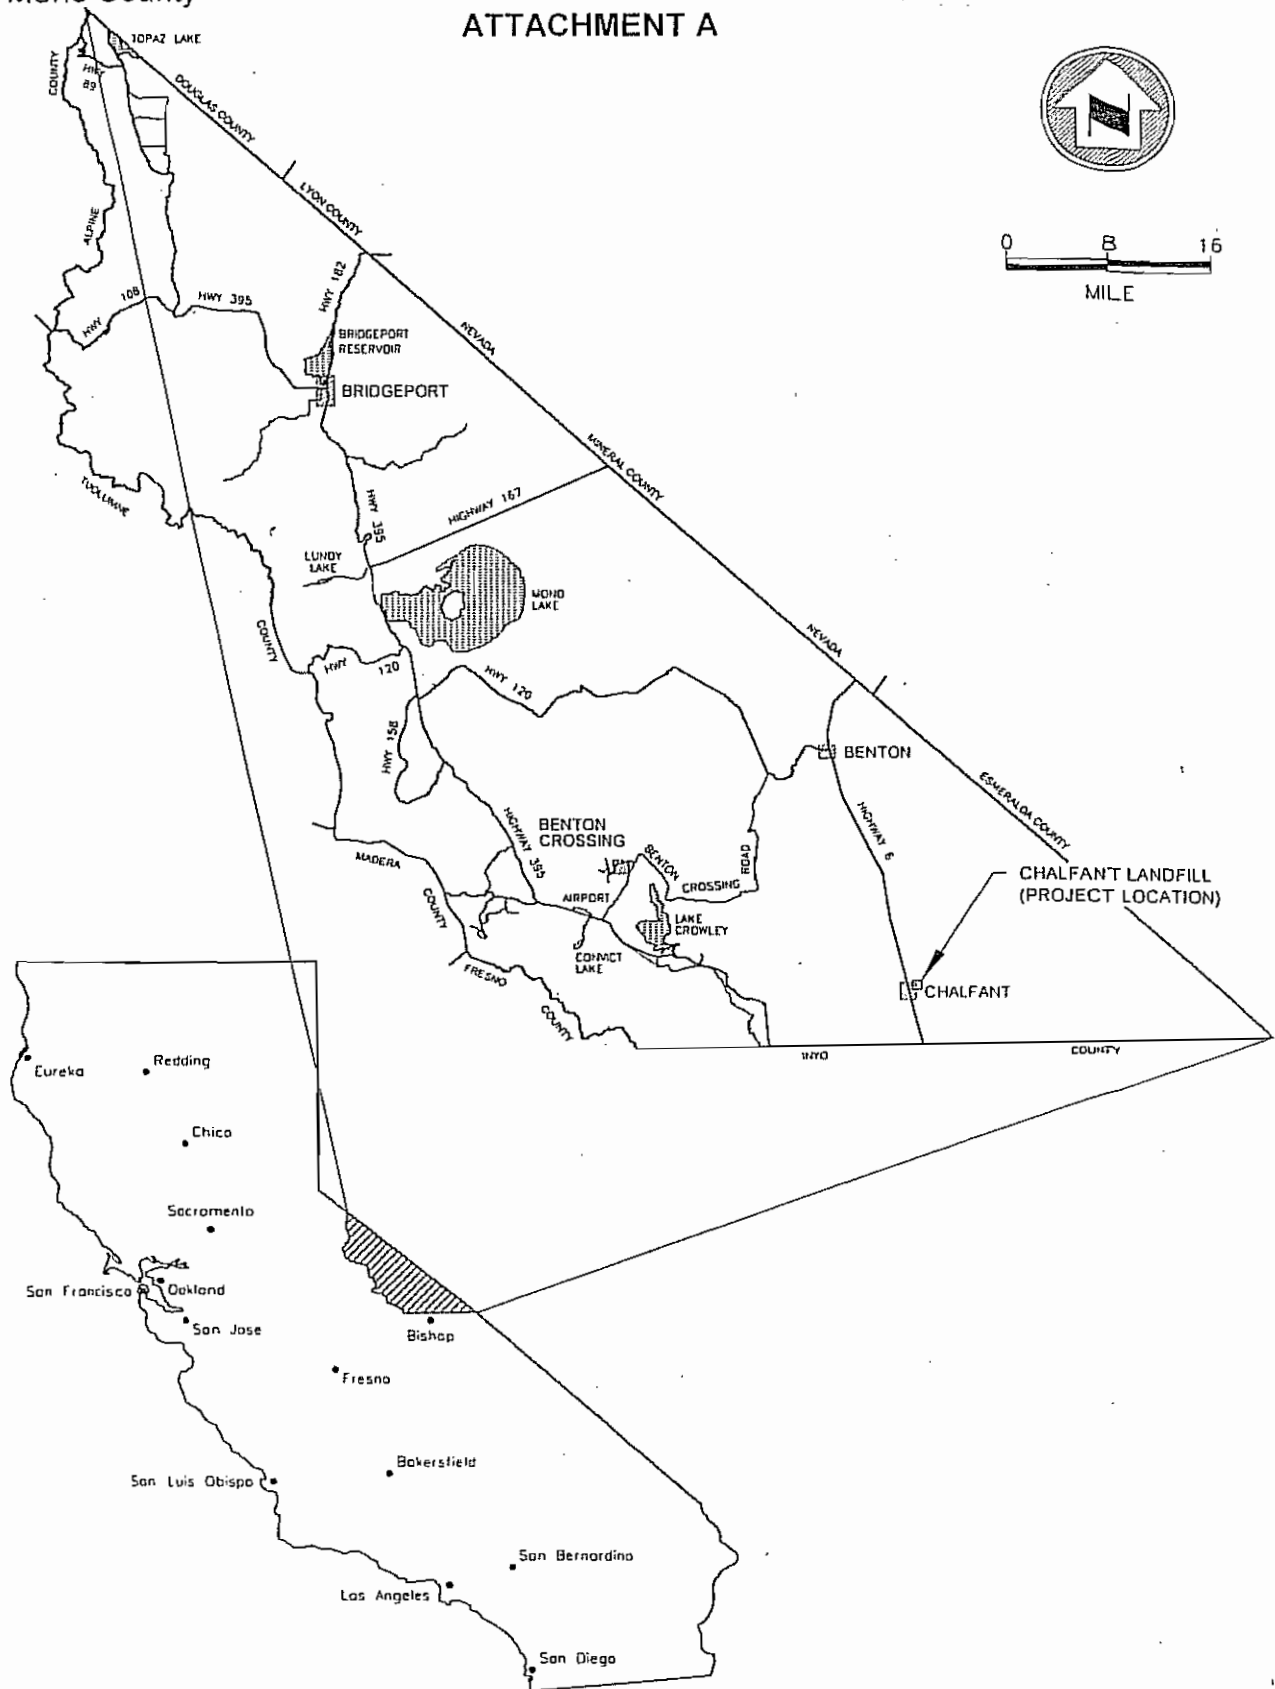 Mono County
ATTACHMENT A
TOPAZ LAKE
COUNTY
HWY
89
DOUGLAS COUNTY
LYON COUNTY
0 8 16
MILE
ALPINE
HWY
108
HWY 395
HWY 182
NEVADA
BRIDGEPORT
RESERVOIR
BRIDGEPORT
MINERAL COUNTY
TUOLUMNE
HWY 395
HIGHWAY 167
LUNDY
LAKE
MONO
LAKE
COUNTY
HWY
120
HWY 120
NEVADA
HWY 158
BENTON
ESMERALDA COUNTY
HIGHWAY 6
HIGHWAY 395
BENTON
CROSSING
MADERA
BENTON
CROSSING
ROAD
CHALFANT LANDFILL
(PROJECT LOCATION)
AIRPORT
COUNTY
LAKE
CROWLEY
CONVICT
LAKE
FRESNO
COUNTY
CHALFANT
INYO
COUNTY
Eureka
Redding
Chico
Sacramento
San Francisco
Oakland
San Jose
Bishop
Fresno
Bakersfield
San Luis Obispo
San Bernardino
Los Angeles
San Diego